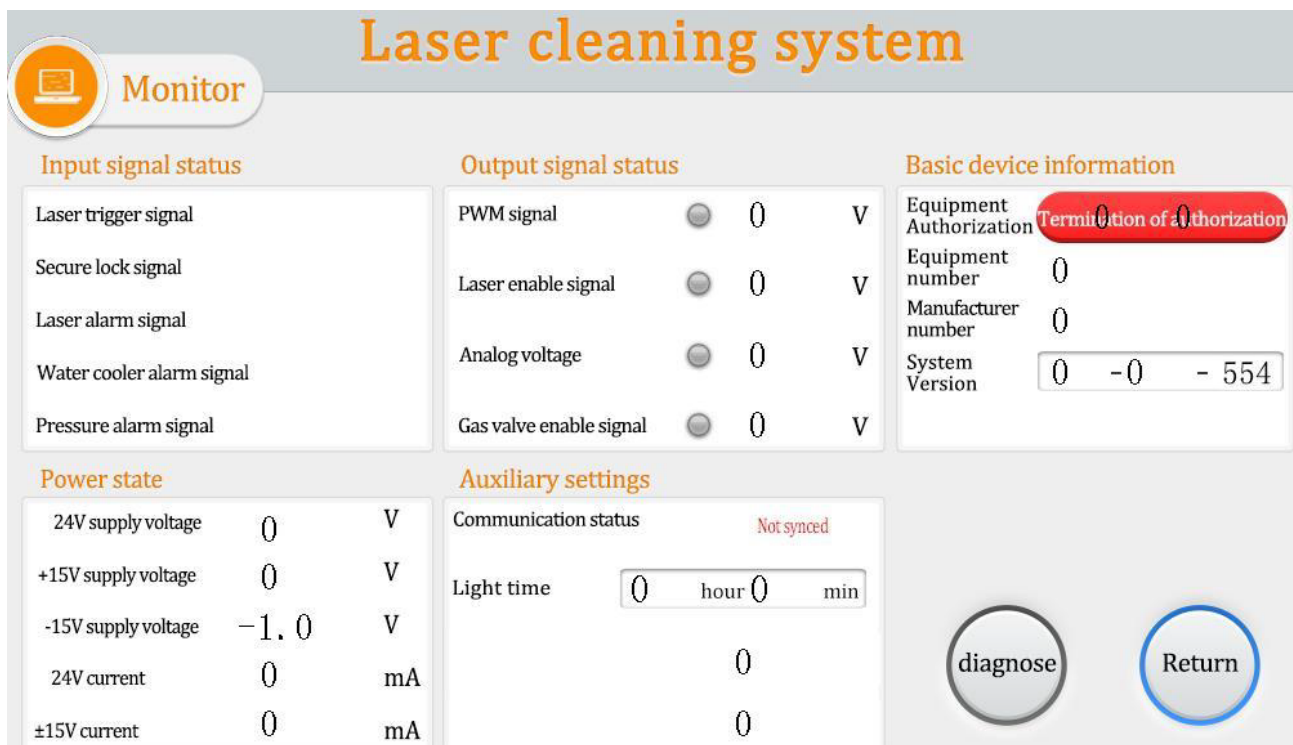 Laser cleaning system
Monitor
Input signal status
Laser trigger signal
Secure lock signal
Laser alarm signal
Water cooler alarm signal
Pressure alarm signal
Output signal status
PWM signal 0 V
Laser enable signal 0 V
Analog voltage 0 V
Gas valve enable signal 0 V
Basic device information
Equipment
Authorization
Termination of authorization
0 0
Equipment
number 0
Manufacturer
number 0
System
Version
0 -0 - 554
Power state
24V supply voltage 0 V
+15V supply voltage 0 V
-15V supply voltage -1.0 V
24V current 0 mA
±15V current 0 mA
Auxiliary settings
Communication status Not synced
Light time 0 hour 0 min
0
0
diagnose
Return